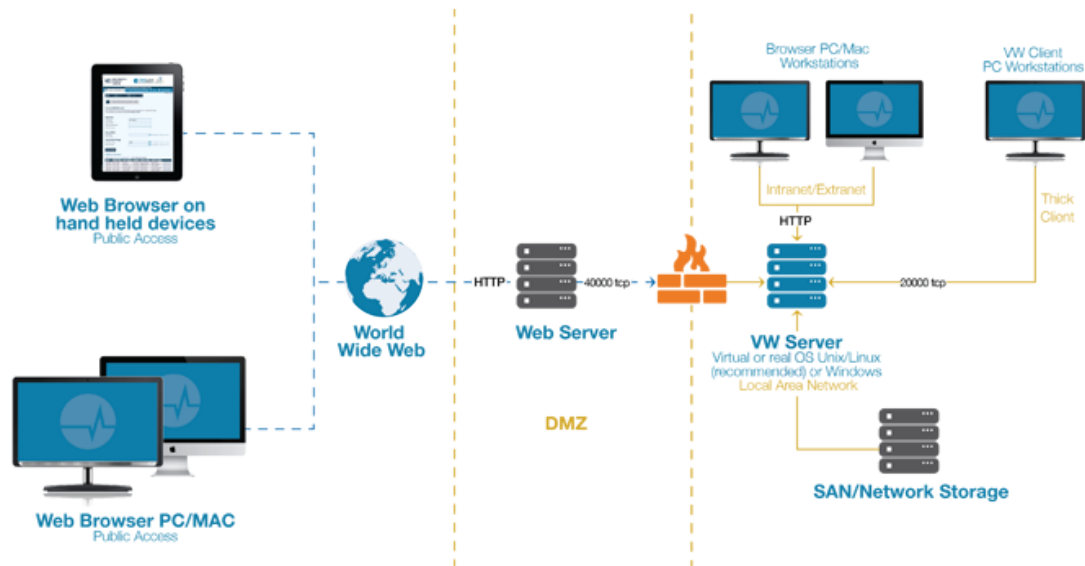 Browser PC/Mac
Workstations
VW Client
PC Workstations
Web Browser on
hand held devices
Public Access
Intranet/Extranet
HTTP
Thick
Client
World
Wide Web
HTTP
40000 tcp
Web Server
20000 tcp
VW Server
Virtual or real OS Unix/Linux
(recommended) or Windows
Local Area Network
DMZ
SAN/Network Storage
Web Browser PC/MAC
Public Access